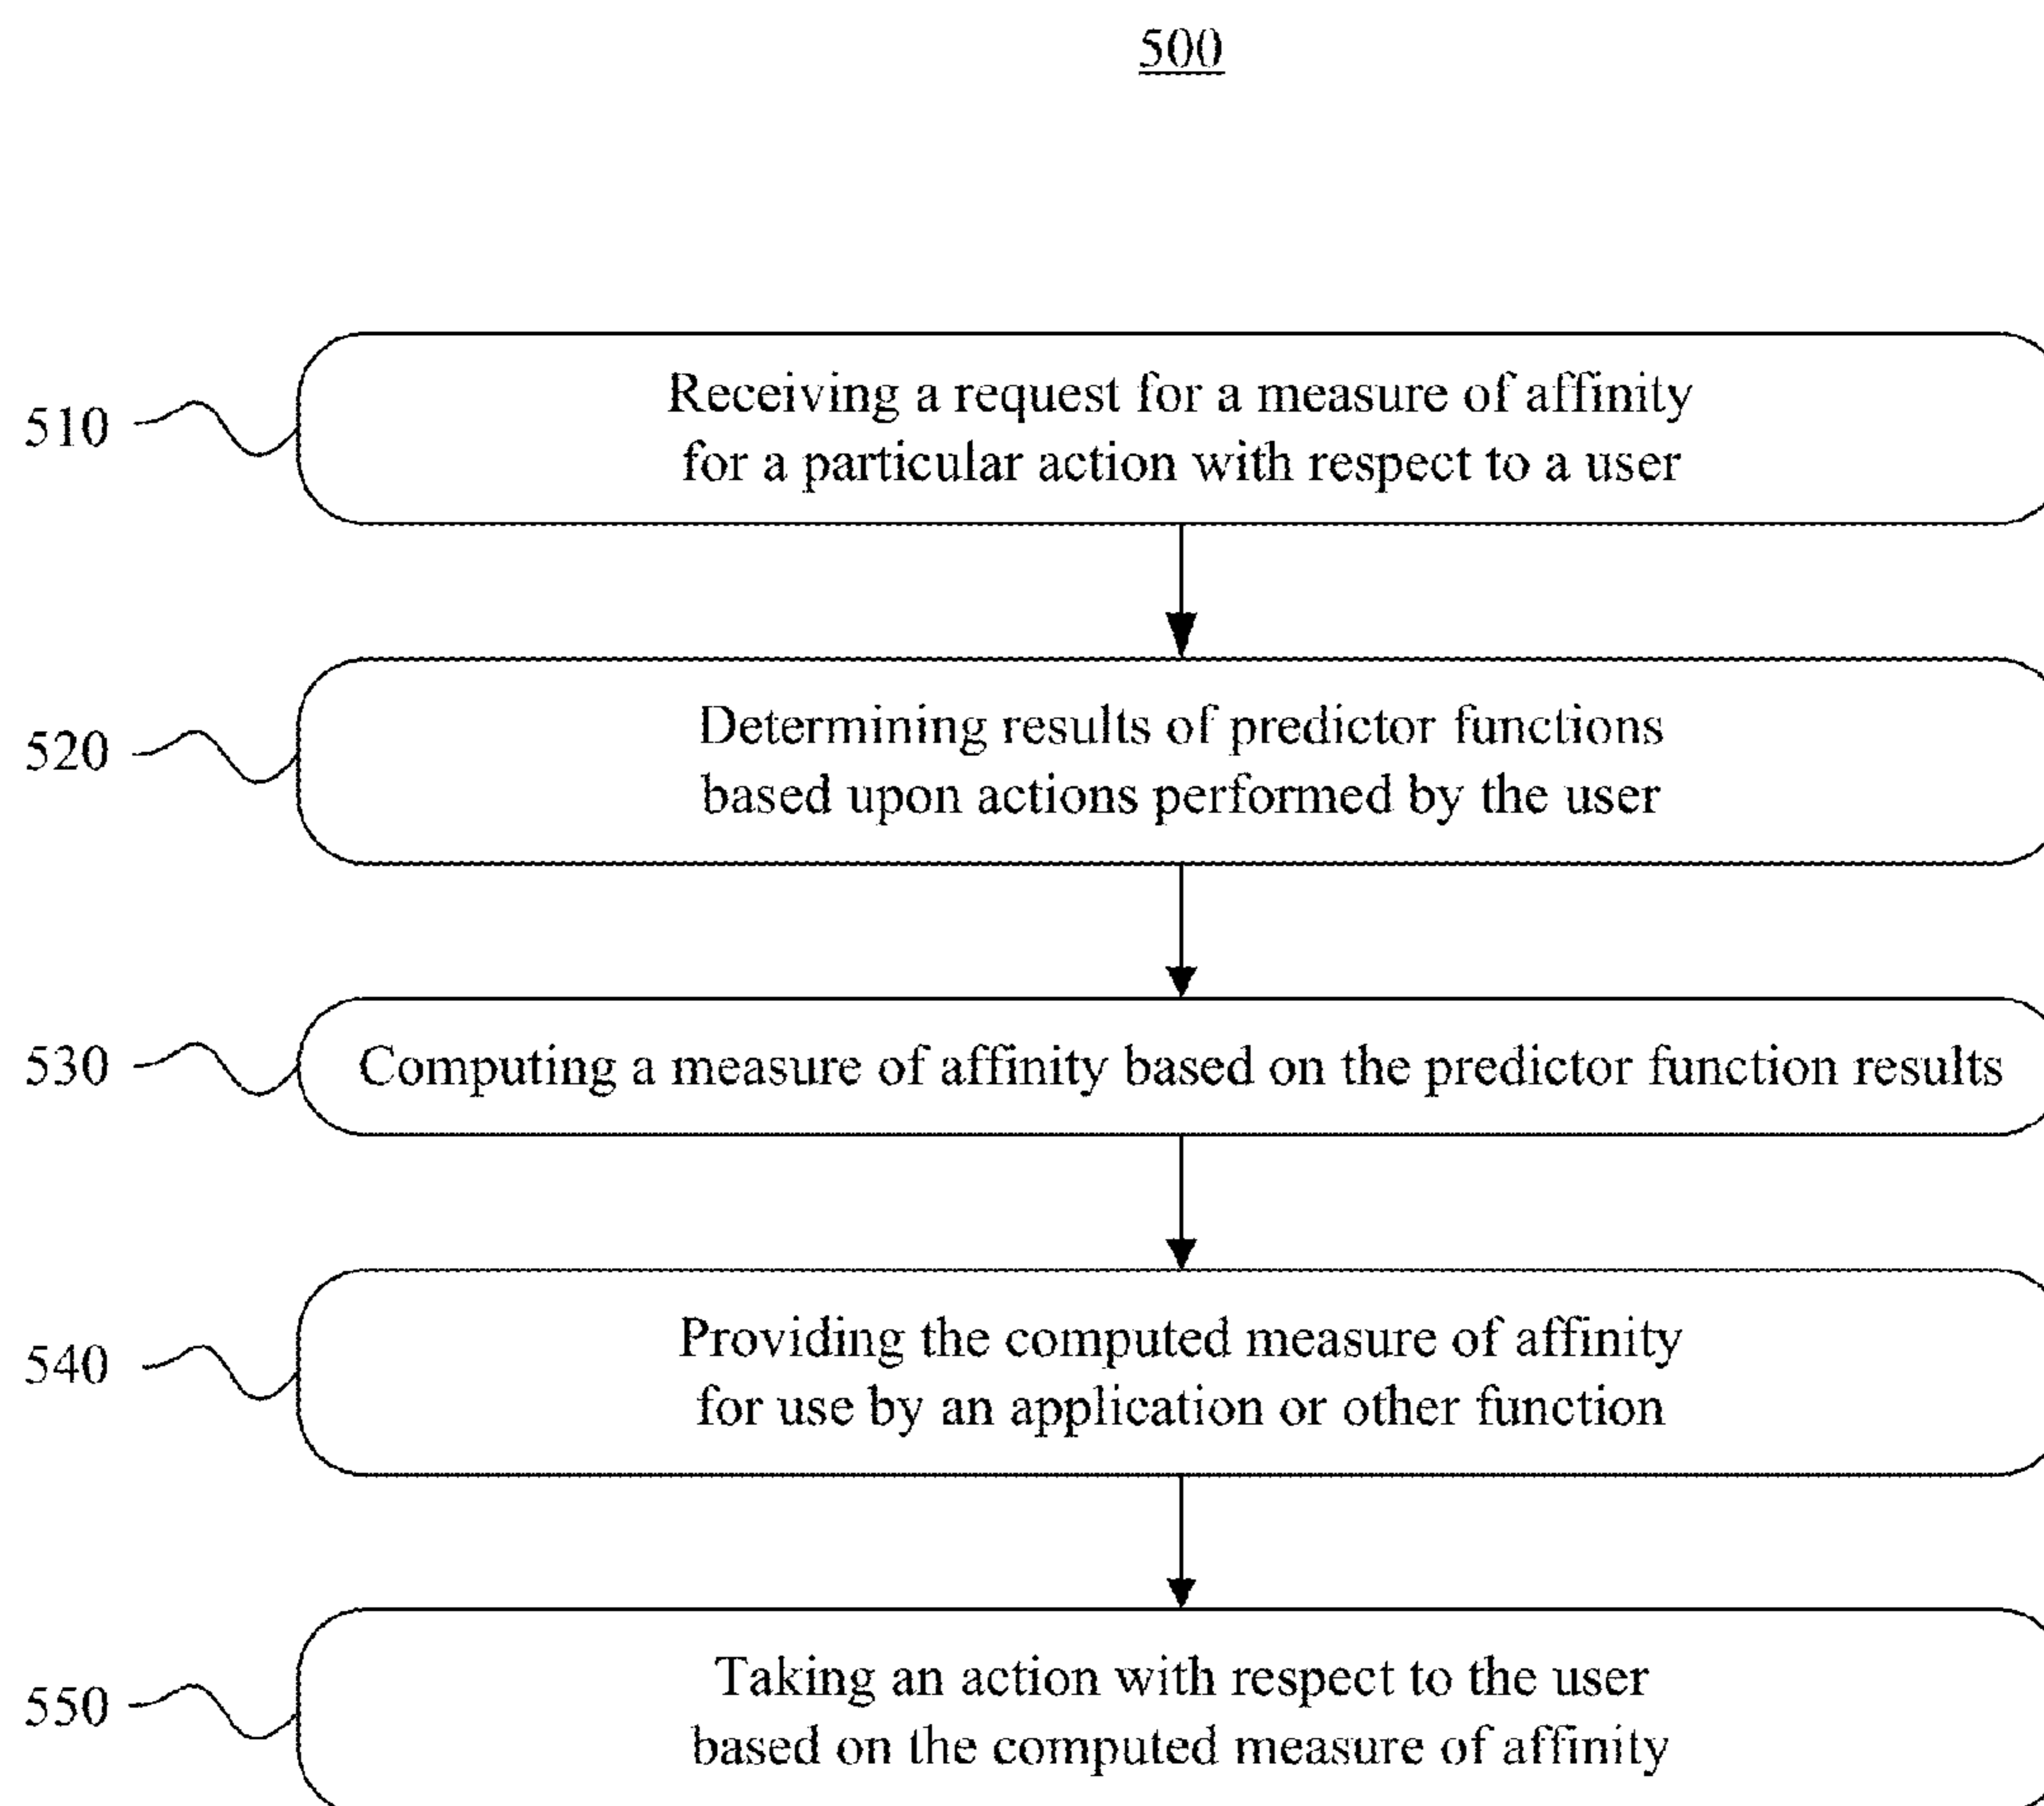 500
510
Receiving a request for a measure of affinity
for a particular action with respect to a user
520
Determining results of predictor functions
based upon actions performed by the user
530
Computing a measure of affinity based on the predictor function results
540
Providing the computed measure of affinity
for use by an application or other function
550
Taking an action with respect to the user
based on the computed measure of affinity